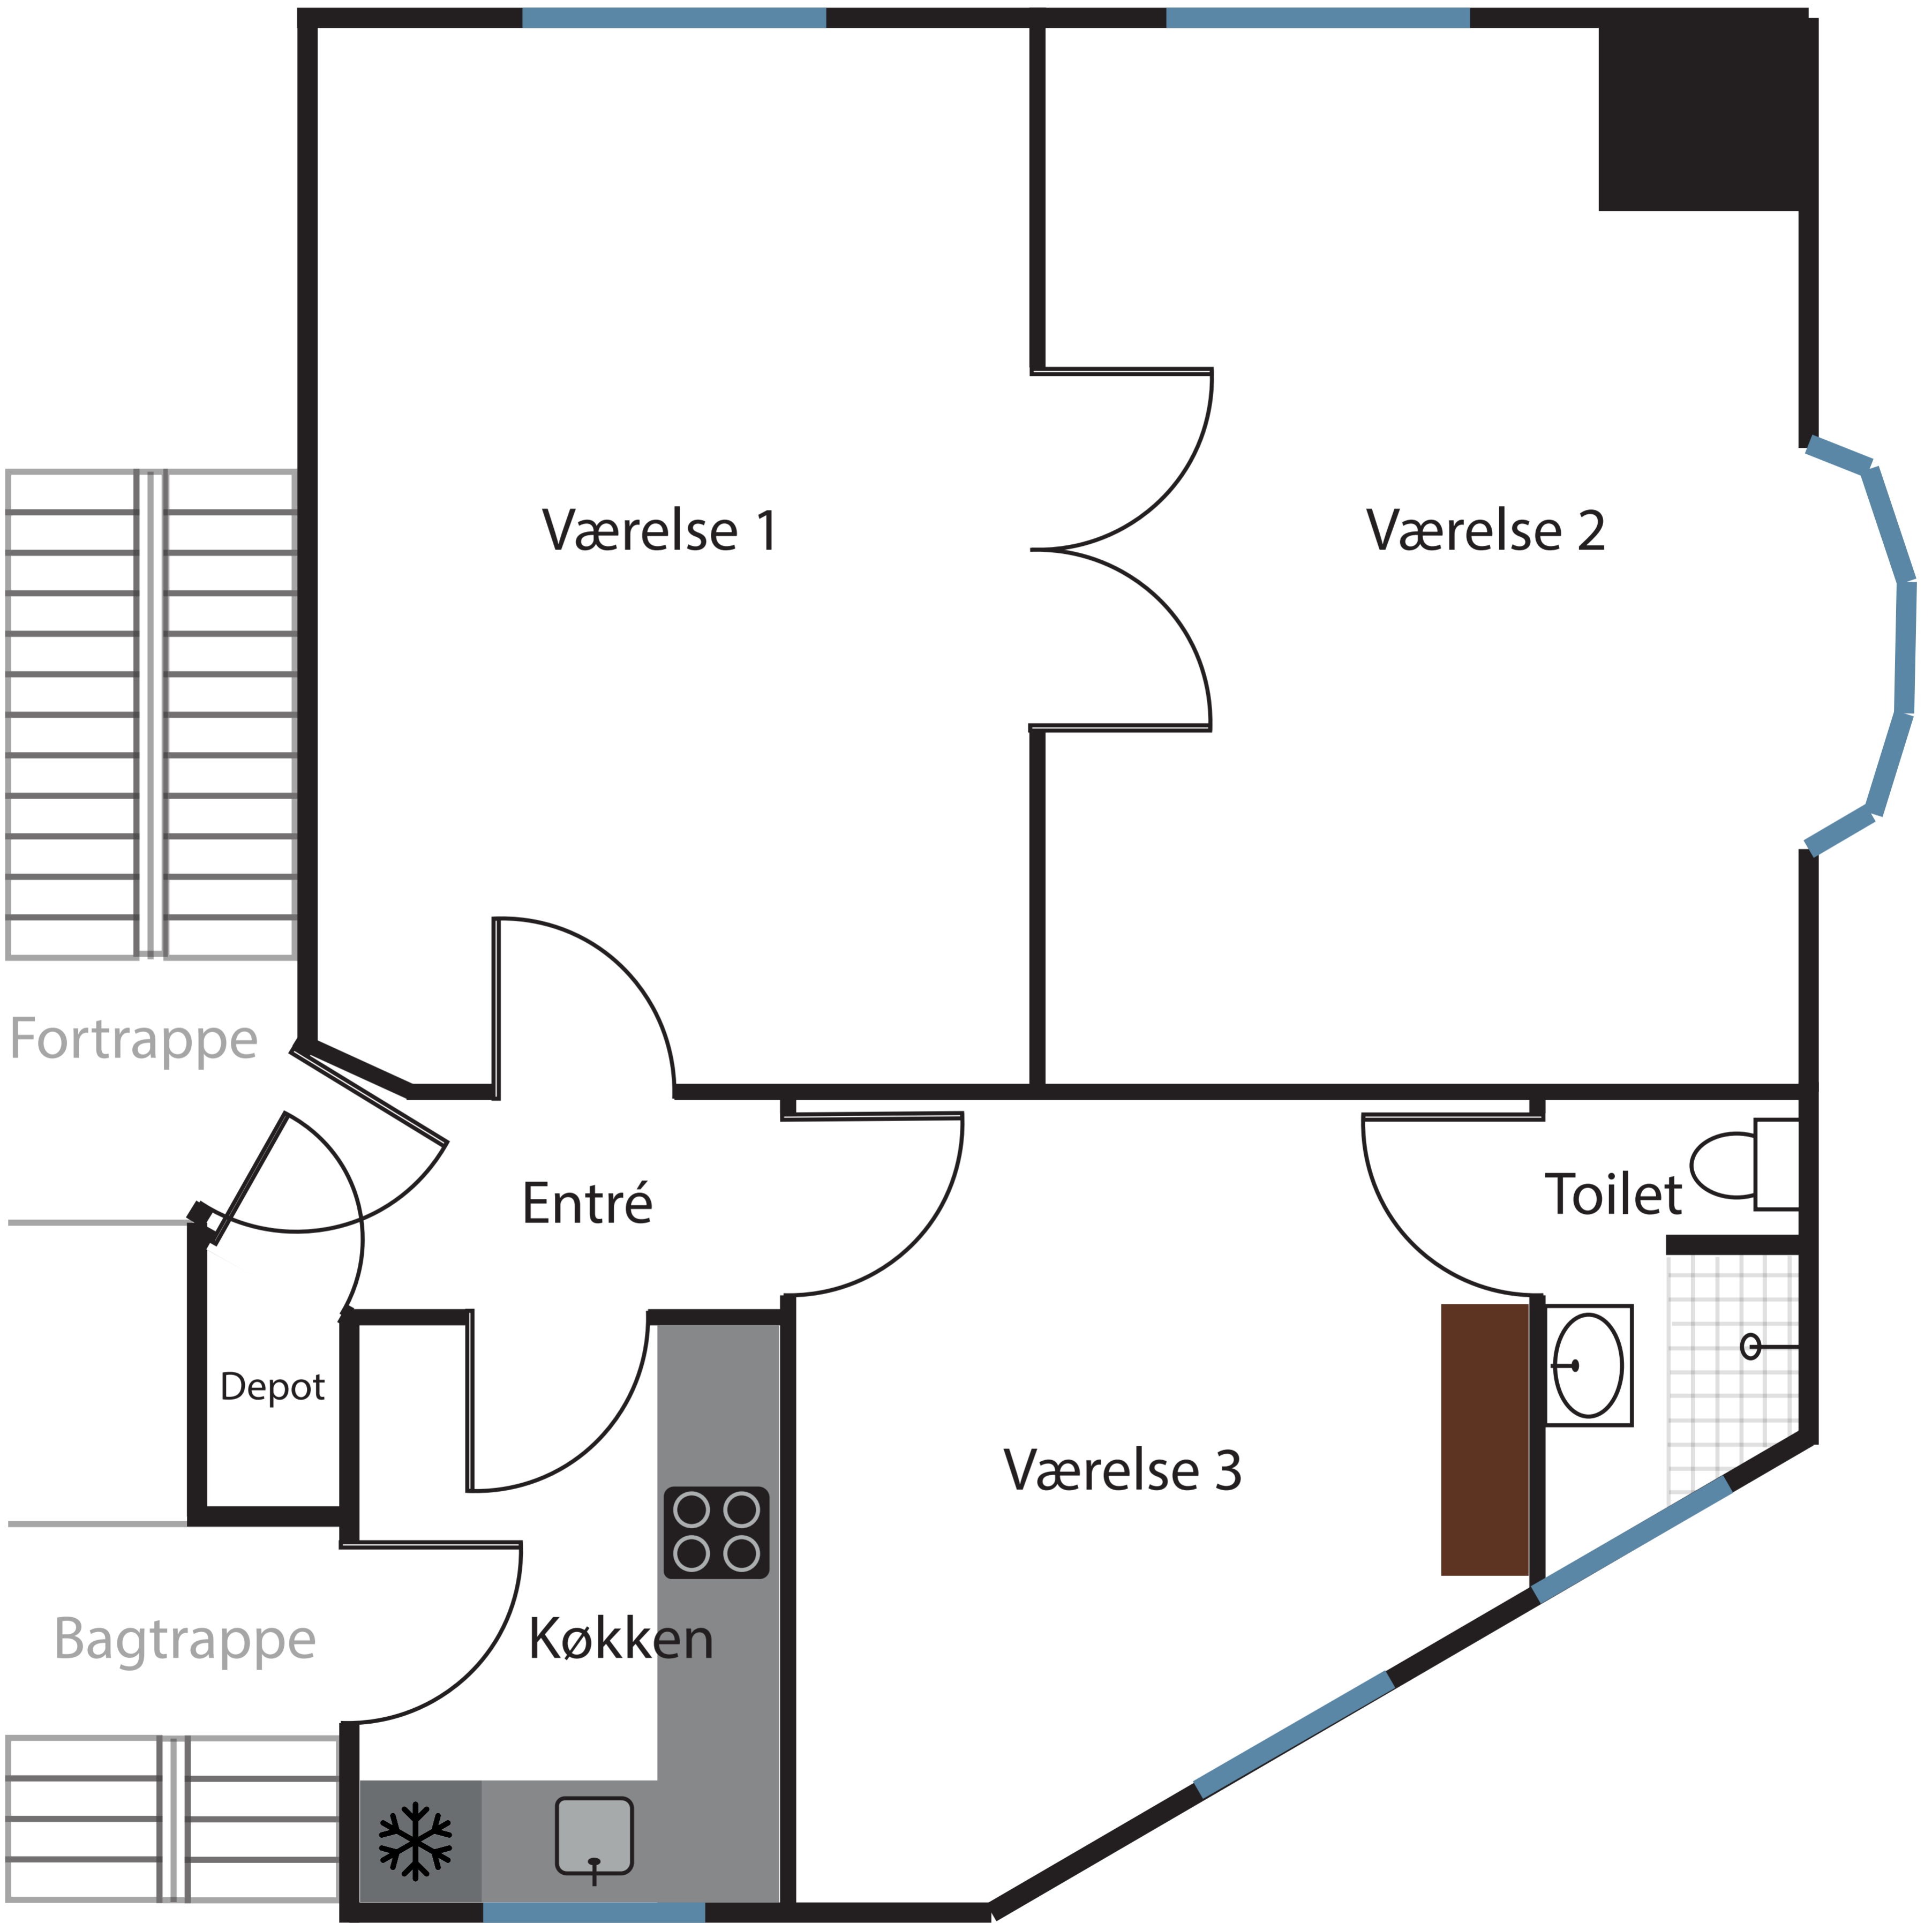 Værelse 1
Værelse 2
Fortrappe
Entré
Toilet
Depot
Værelse 3
Bagtrappe
Køkken